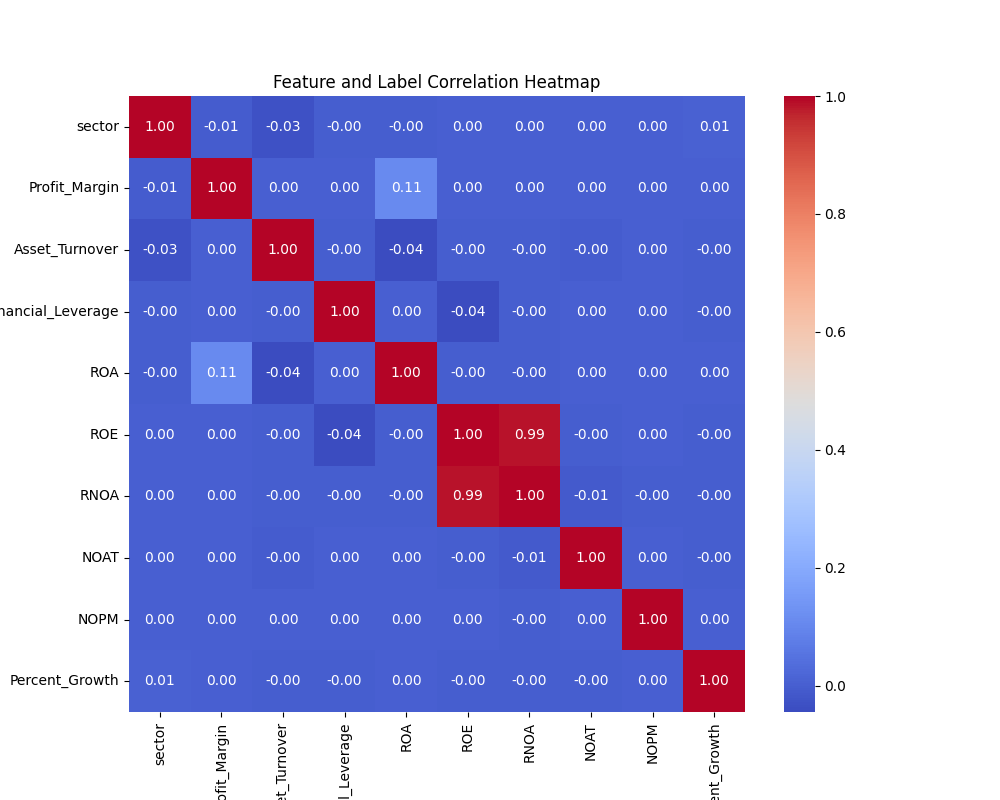 Feature and Label Correlation Heatmap
sector 1.00 -0.01 -0.03 -0.00 -0.00 0.00 0.00 0.00 0.00 0.01
Profit_Margin -0.01 1.00 0.00 0.00 0.11 0.00 0.00 0.00 0.00 0.00
Asset_Turnover -0.03 0.00 1.00 -0.00 -0.04 -0.00 -0.00 -0.00 0.00 -0.00
nancial_Leverage -0.00 0.00 -0.00 1.00 0.00 -0.04 -0.00 0.00 0.00 -0.00
ROA -0.00 0.11 -0.04 0.00 1.00 -0.00 -0.00 0.00 0.00 0.00
ROE 0.00 0.00 -0.00 -0.04 -0.00 1.00 0.99 -0.00 0.00 -0.00
RNOA 0.00 0.00 -0.00 -0.00 -0.00 0.99 1.00 -0.01 -0.00 -0.00
NOAT 0.00 0.00 -0.00 0.00 0.00 -0.00 -0.01 1.00 0.00 -0.00
NOPM 0.00 0.00 0.00 0.00 0.00 0.00 -0.00 0.00 1.00 0.00
Percent_Growth 0.01 0.00 -0.00 -0.00 0.00 -0.00 -0.00 -0.00 0.00 1.00
sector
ofit_Margin
et_Turnover
l_Leverage
ROA
ROE
RNOA
NOAT
NOPM
ent_Growth
1.0
0.8
0.6
0.4
0.2
0.0